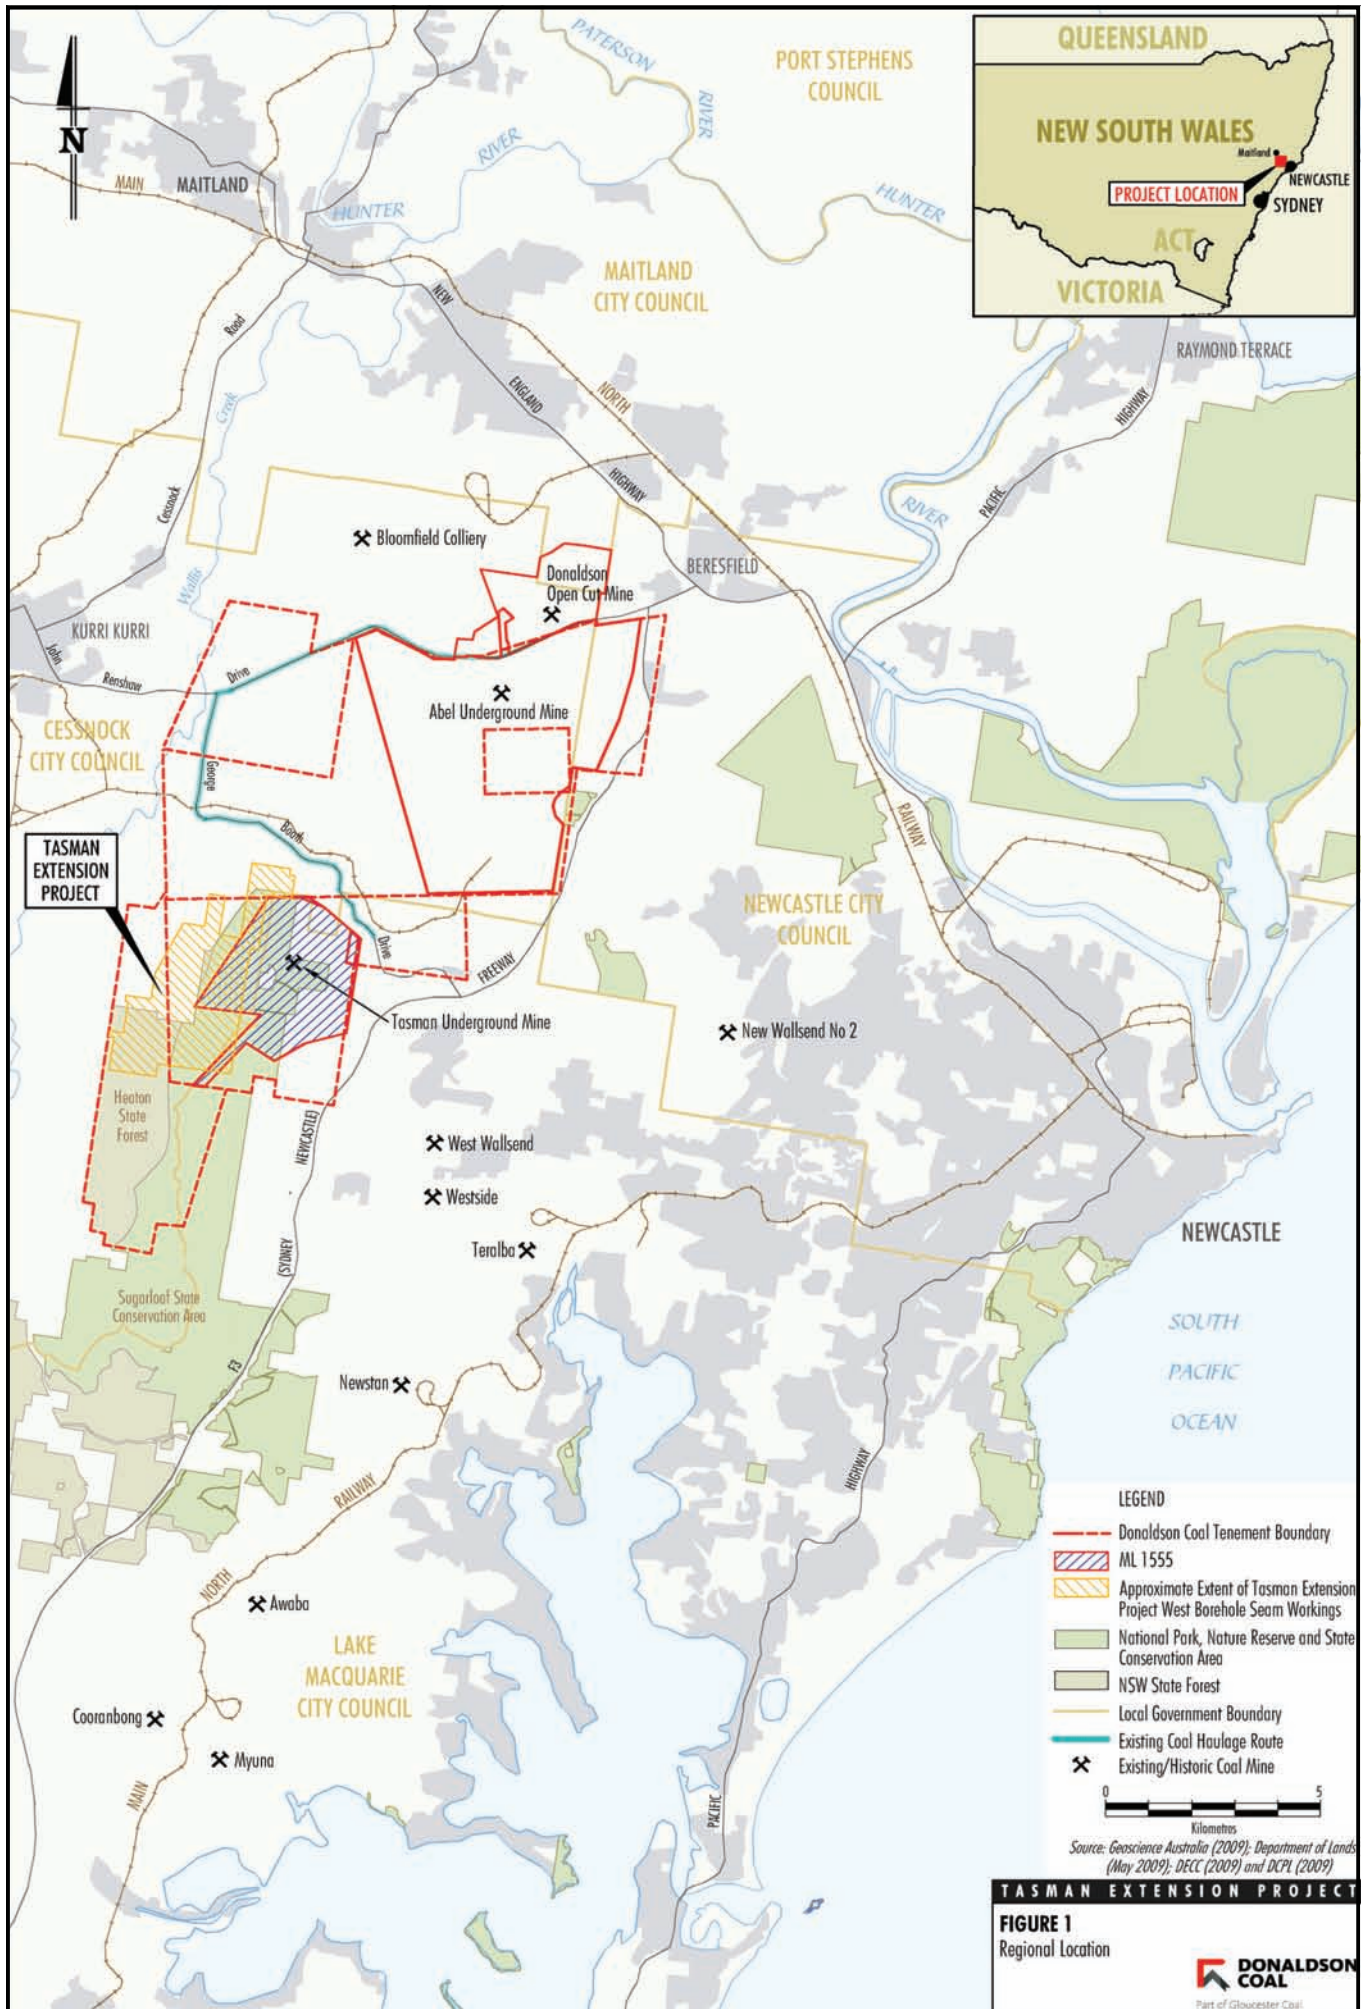 PATERSON
RIVER
PORT STEPHENS
COUNCIL
QUEENSLAND
NEW SOUTH WALES
Maitland
NEWCASTLE
PROJECT LOCATION
SYDNEY
ACT
VICTORIA
N
MAIN
MAITLAND
RIVER
HUNTER
HUNTER
MAITLAND
CITY COUNCIL
NEW
ENGLAND
HIGHWAY
NORTH
Road
Creek
Cessnock
Wallis
RAYMOND TERRACE
HIGHWAY
PACIFIC
RIVER
Bloomfield Colliery
Donaldson
Open Cut Mine
BERESFIELD
KURRI KURRI
John
Renshaw
Drive
Abel Underground Mine
CESSNOCK
CITY COUNCIL
George
Booth
Drive
RAILWAY
TASMAN
EXTENSION
PROJECT
NEWCASTLE CITY
COUNCIL
FREEWAY
Tasman Underground Mine
New Wallsend No 2
Heaton
State
Forest
NEWCASTLE)
West Wallsend
Westside
Teralba
(SYDNEY
NEWCASTLE
Sugarloaf State
Conservation Area
F3
SOUTH
PACIFIC
OCEAN
Newstan
HIGHWAY
RAILWAY
NORTH
Awaba
LAKE
MACQUARIE
CITY COUNCIL
Cooranbong
Myuna
MAIN
PACIFIC
LEGEND
Donaldson Coal Tenement Boundary
ML 1555
Approximate Extent of Tasman Extension
Project West Borehole Seam Workings
National Park, Nature Reserve and State
Conservation Area
NSW State Forest
Local Government Boundary
Existing Coal Haulage Route
Existing/Historic Coal Mine
0 5
Kilometres
Source: Geoscience Australia (2009); Department of Lands
(May 2009); DECC (2009) and DCPL (2009)
TASMAN EXTENSION PROJECT
FIGURE 1
Regional Location
DONALDSON
COAL
Part of Gloucester Coal